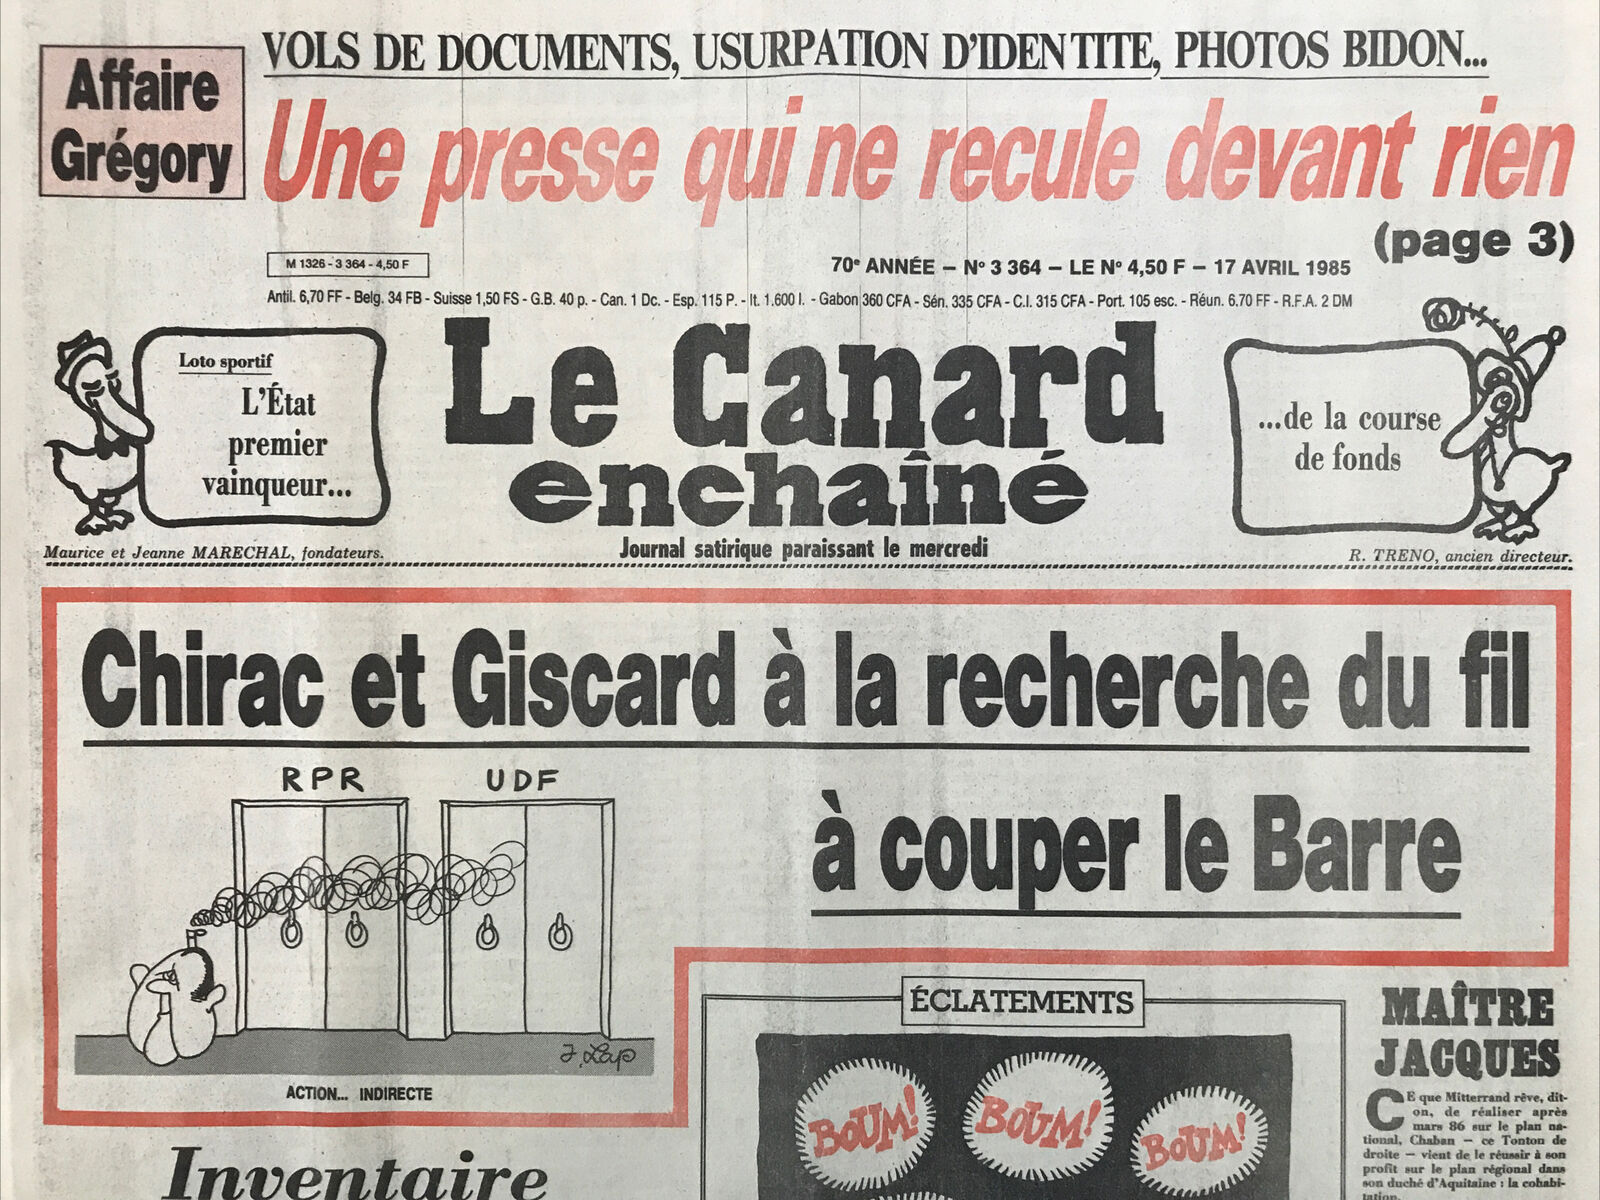 Affaire
Grégory
VOLS DE DOCUMENTS, USURPATION D'IDENTITE, PHOTOS BIDON...
Une presse qui ne recule devant rien
(page 3)
M 1326 - 3 364 - 4,50 F
70e ANNÉE – No 3 364 – LE No 4,50 F – 17 AVRIL 1985
Antil. 6,70 FF - Belg. 34 FB - Suisse 1,50 FS - G.B. 40 p. - Can. 1 Dc. - Esp. 115 P. - It. 1.600 l. - Gabon 360 CFA - Sén. 335 CFA - C.I. 315 CFA - Port. 105 esc. - Réun. 6.70 FF - R.F.A. 2 DM
Loto sportif
L'État
premier
vainqueur...
Le Canard
enchaîné
...de la course
de fonds
Maurice et Jeanne MARECHAL, fondateurs.
Journal satirique paraissant le mercredi
R. TRENO, ancien directeur.
Chirac et Giscard à la recherche du fil
à couper le Barre
RPR
UDF
J. Lap
ACTION... INDIRECTE
Inventaire
ÉCLATEMENTS
BOUM!
BOUM!
BOUM!
MAÎTRE
JACQUES
CE que Mitterrand rêve, dit-
on, de réaliser après
mars 86 sur le plan na-
tional, Chaban — ce Tonton de
droite — vient de le réussir à son
profit sur le plan régional dans
son duché d'Aquitaine : la cohabi-
tation.